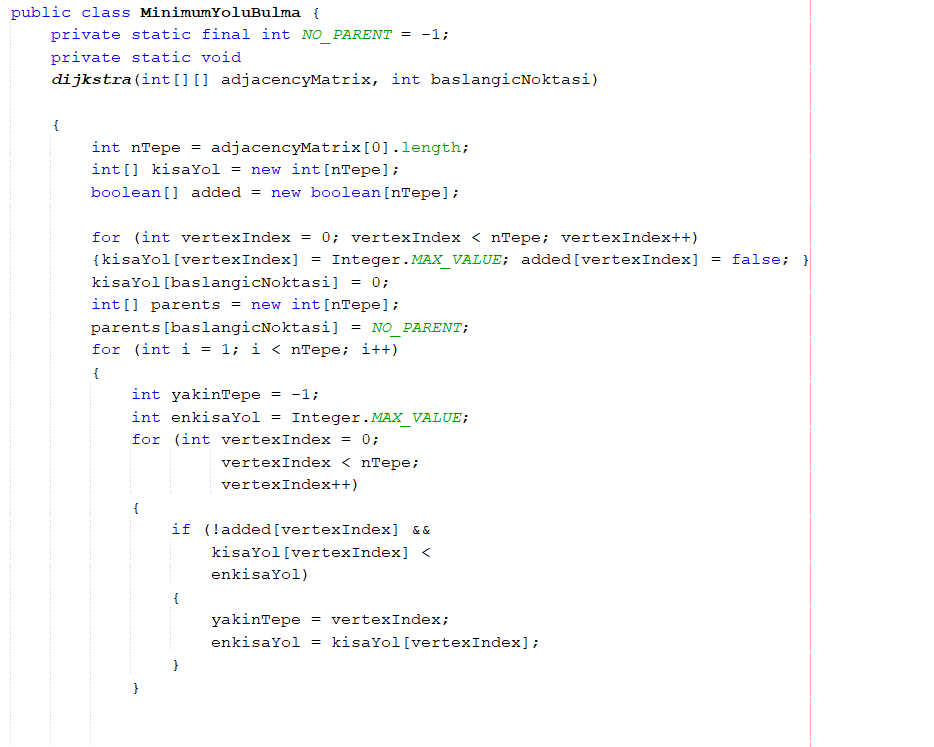 public class MinimumYoluBulma {
    private static final int NO_PARENT = -1;
    private static void
    dijkstra(int[][] adjacencyMatrix, int baslangicNoktasi)
    {
        int nTepe = adjacencyMatrix[0].length;
        int[] kisaYol = new int[nTepe];
        boolean[] added = new boolean[nTepe];
        for (int vertexIndex = 0; vertexIndex < nTepe; vertexIndex++)
        {kisaYol[vertexIndex] = Integer.MAX_VALUE; added[vertexIndex] = false; }
        kisaYol[baslangicNoktasi] = 0;
        int[] parents = new int[nTepe];
        parents[baslangicNoktasi] = NO_PARENT;
        for (int i = 1; i < nTepe; i++)
        {
            int yakinTepe = -1;
            int enkisaYol = Integer.MAX_VALUE;
            for (int vertexIndex = 0;
                     vertexIndex < nTepe;
                     vertexIndex++)
            {
                if (!added[vertexIndex] &&
                    kisaYol[vertexIndex] <
                    enkisaYol)
                {
                    yakinTepe = vertexIndex;
                    enkisaYol = kisaYol[vertexIndex];
                }
            }